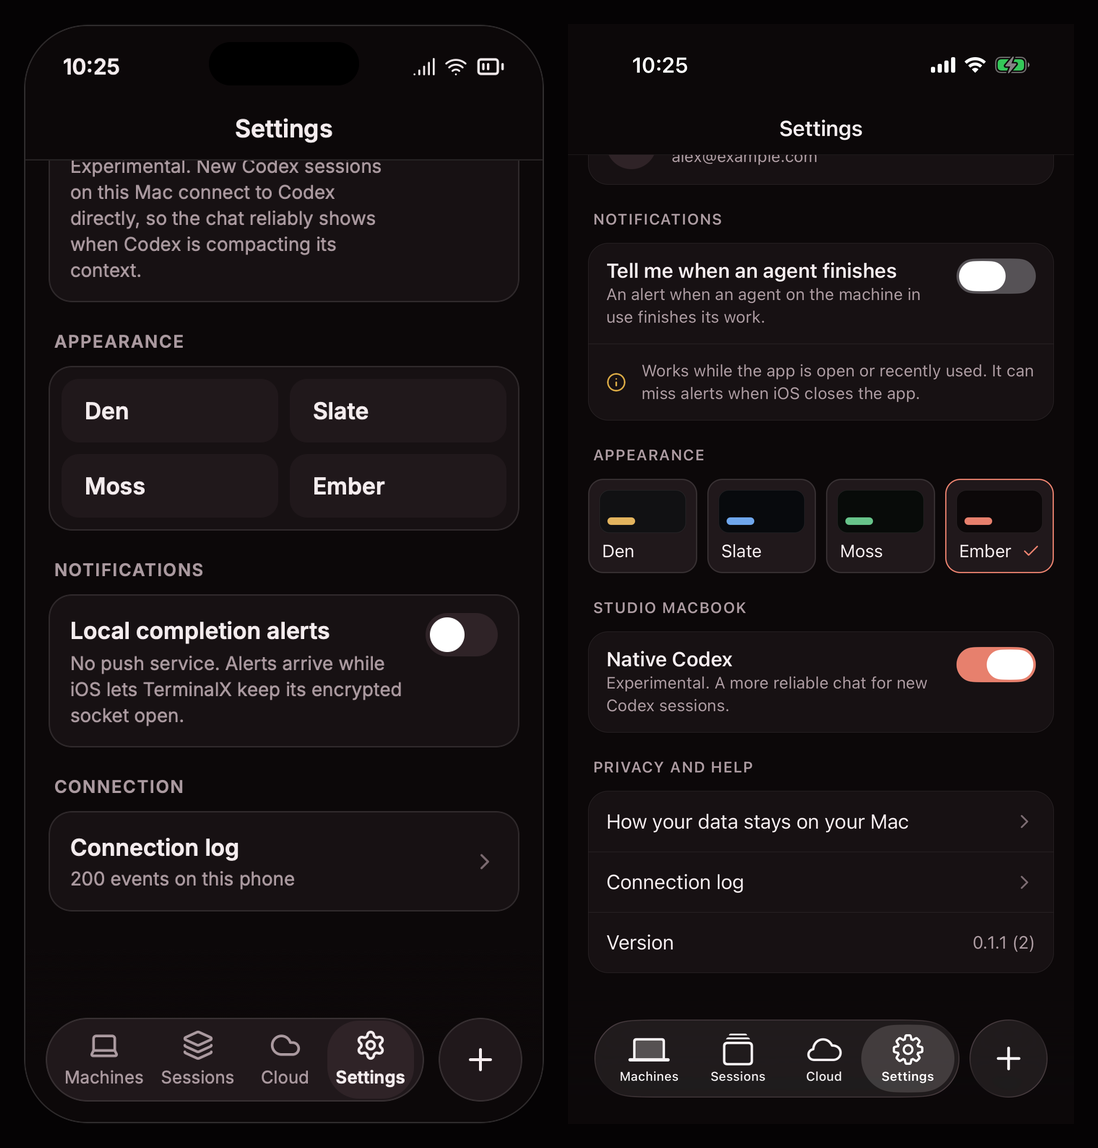 10:25
Settings
Experimental. New Codex sessions
on this Mac connect to Codex
directly, so the chat reliably shows
when Codex is compacting its
context.
APPEARANCE
Den
Slate
Moss
Ember
NOTIFICATIONS
Local completion alerts
No push service. Alerts arrive while
iOS lets TerminalX keep its encrypted
socket open.
CONNECTION
Connection log
200 events on this phone
Machines
Sessions
Cloud
Settings
10:25
Settings
alex@example.com
NOTIFICATIONS
Tell me when an agent finishes
An alert when an agent on the machine in
use finishes its work.
Works while the app is open or recently used. It can
miss alerts when iOS closes the app.
APPEARANCE
Den
Slate
Moss
Ember
STUDIO MACBOOK
Native Codex
Experimental. A more reliable chat for new
Codex sessions.
PRIVACY AND HELP
How your data stays on your Mac
Connection log
Version
0.1.1 (2)
Machines
Sessions
Cloud
Settings